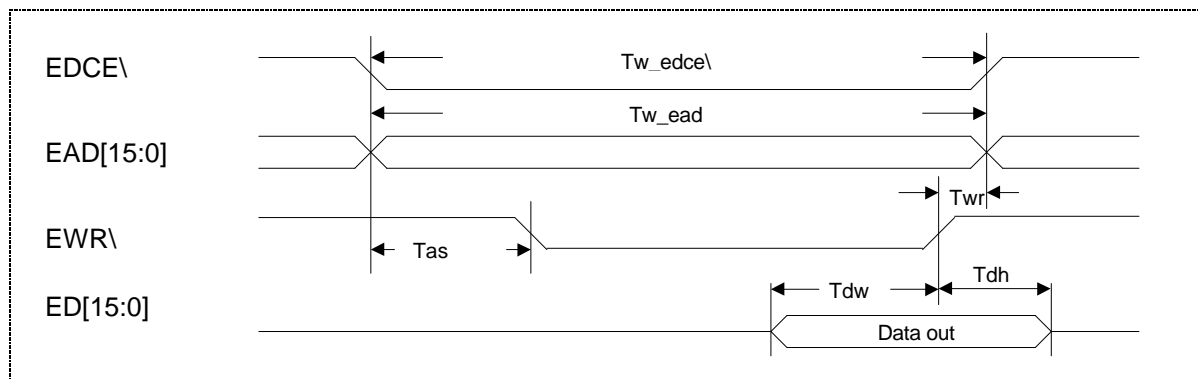 EDCE\
Tw_edce\
Tw_ead
EAD[15:0]
Twr
EWR\
Tas
Tdh
ED[15:0]
Tdw
Data out